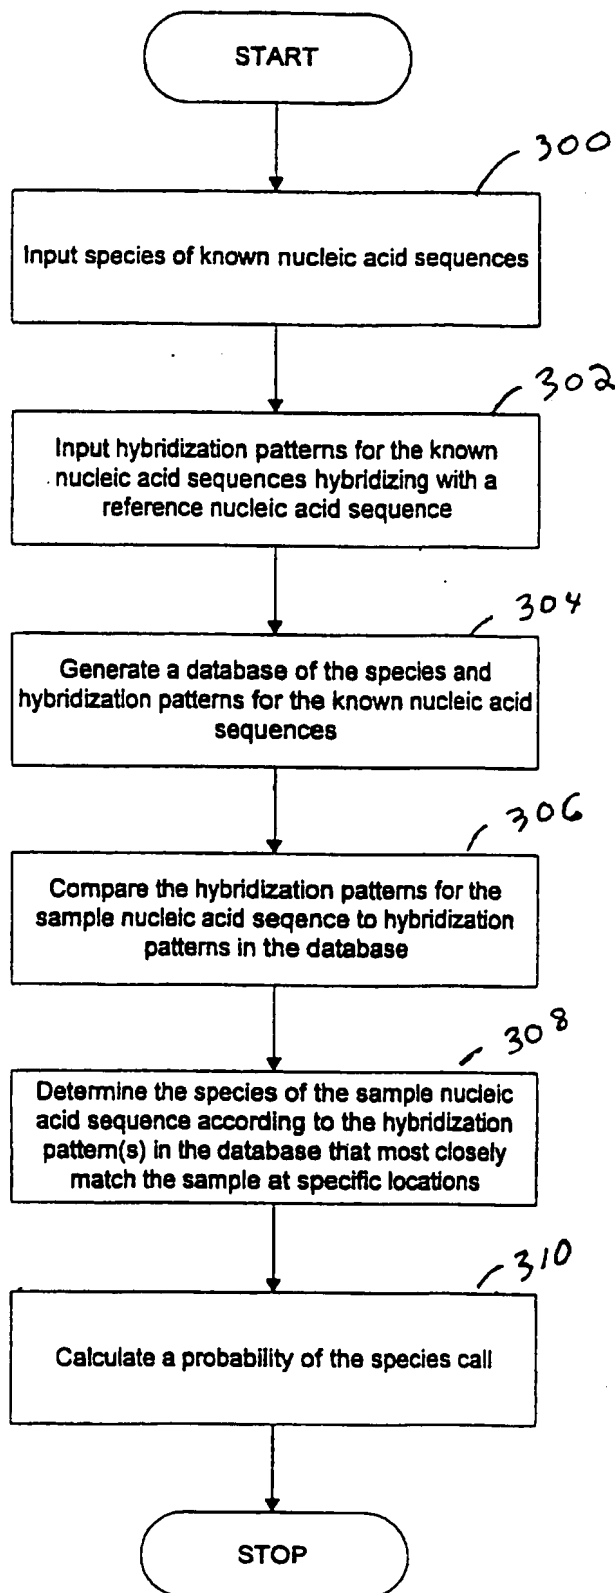 START
300
Input species of known nucleic acid sequences
302
Input hybridization patterns for the known
nucleic acid sequences hybridizing with a
reference nucleic acid sequence
304
Generate a database of the species and
hybridization patterns for the known nucleic acid
sequences
306
Compare the hybridization patterns for the
sample nucleic acid seqence to hybridization
patterns in the database
308
Determine the species of the sample nucleic
acid sequence according to the hybridization
pattern(s) in the database that most closely
match the sample at specific locations
310
Calculate a probability of the species call
STOP